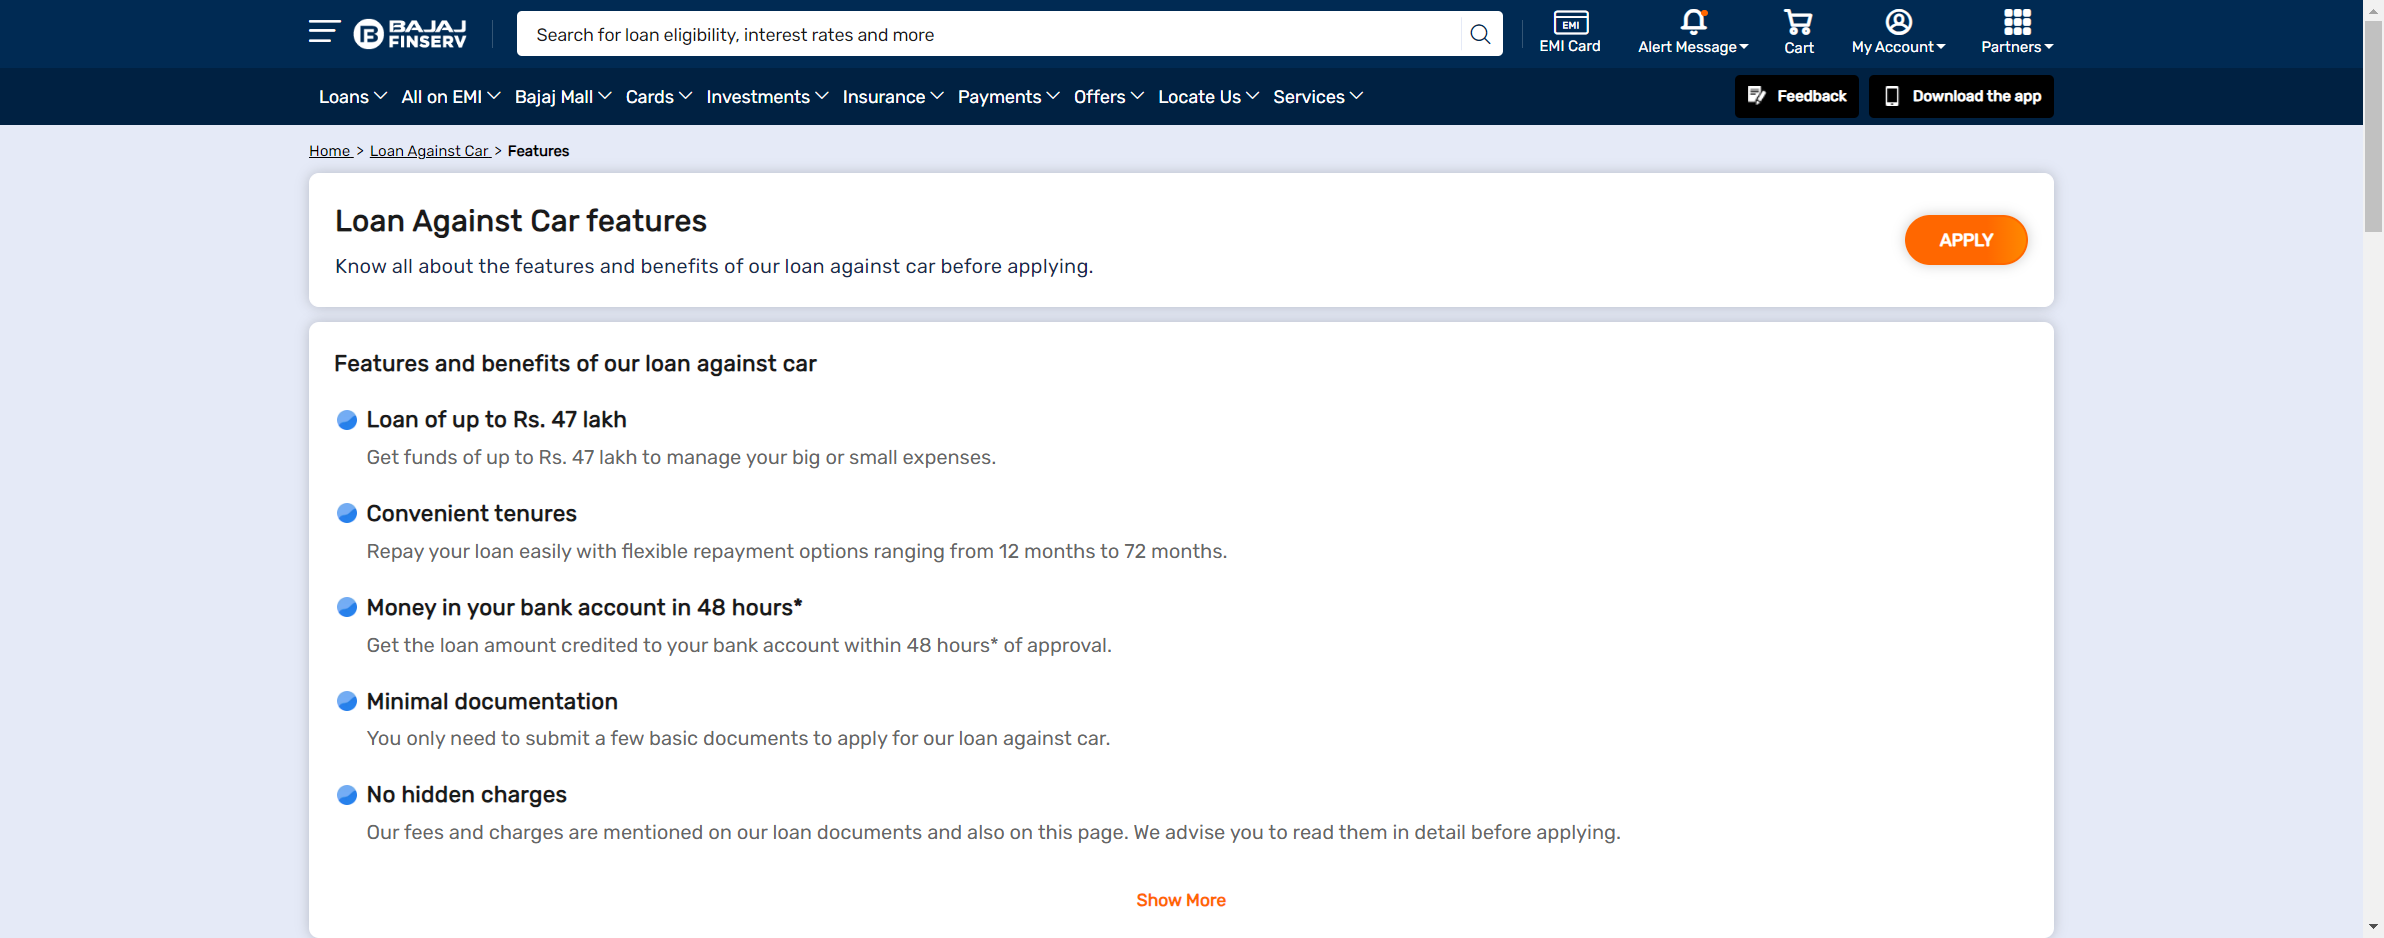 BAJAJ
FINSERV
Search for loan eligibility, interest rates and more
EMI
EMI Card
Alert Message
Cart
My Account
Partners
Loans All on EMI Bajaj Mall Cards Investments Insurance Payments Offers Locate Us Services
Feedback
Download the app
Home > Loan Against Car > Features
Loan Against Car features
Know all about the features and benefits of our loan against car before applying.
APPLY
Features and benefits of our loan against car
Loan of up to Rs. 47 lakh
Get funds of up to Rs. 47 lakh to manage your big or small expenses.
Convenient tenures
Repay your loan easily with flexible repayment options ranging from 12 months to 72 months.
Money in your bank account in 48 hours*
Get the loan amount credited to your bank account within 48 hours* of approval.
Minimal documentation
You only need to submit a few basic documents to apply for our loan against car.
No hidden charges
Our fees and charges are mentioned on our loan documents and also on this page. We advise you to read them in detail before applying.
Show More